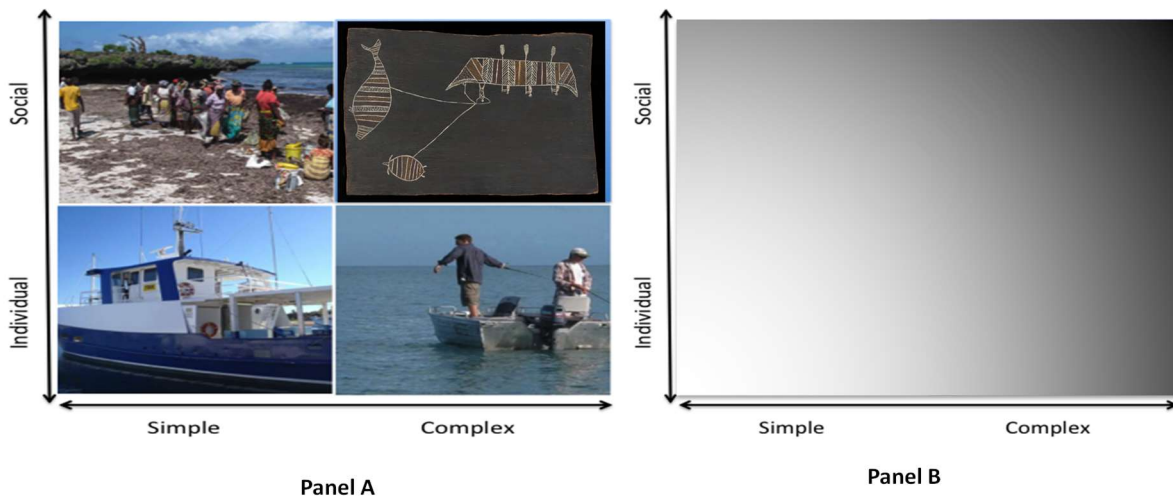 Social
Individual
Simple
Complex
Panel A
Social
Individual
Simple
Complex
Panel B